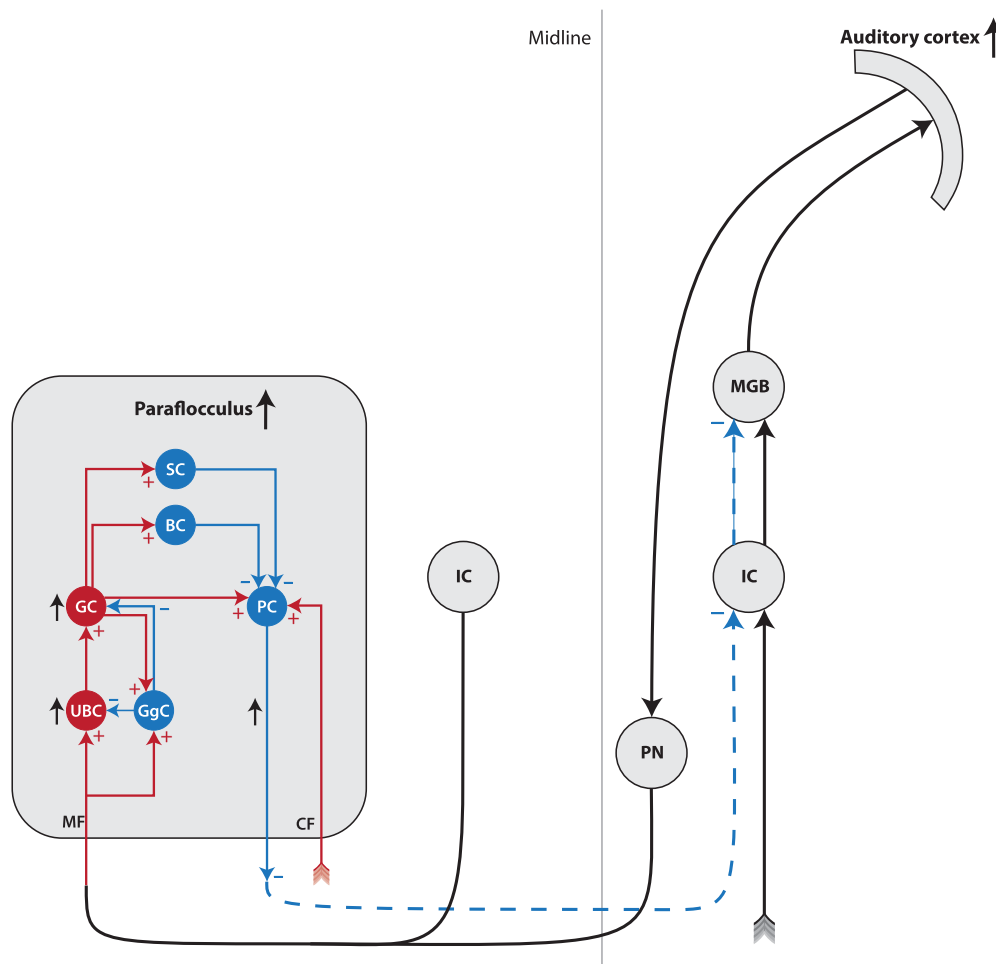 Midline
Auditory cortex
MGB
Paraflocculus
SC
+
BC
+
- -
IC
IC
GC
-
PC
-
+
+
+
+
-
UBC
GgC
+
+
PN
MF
CF
-
-